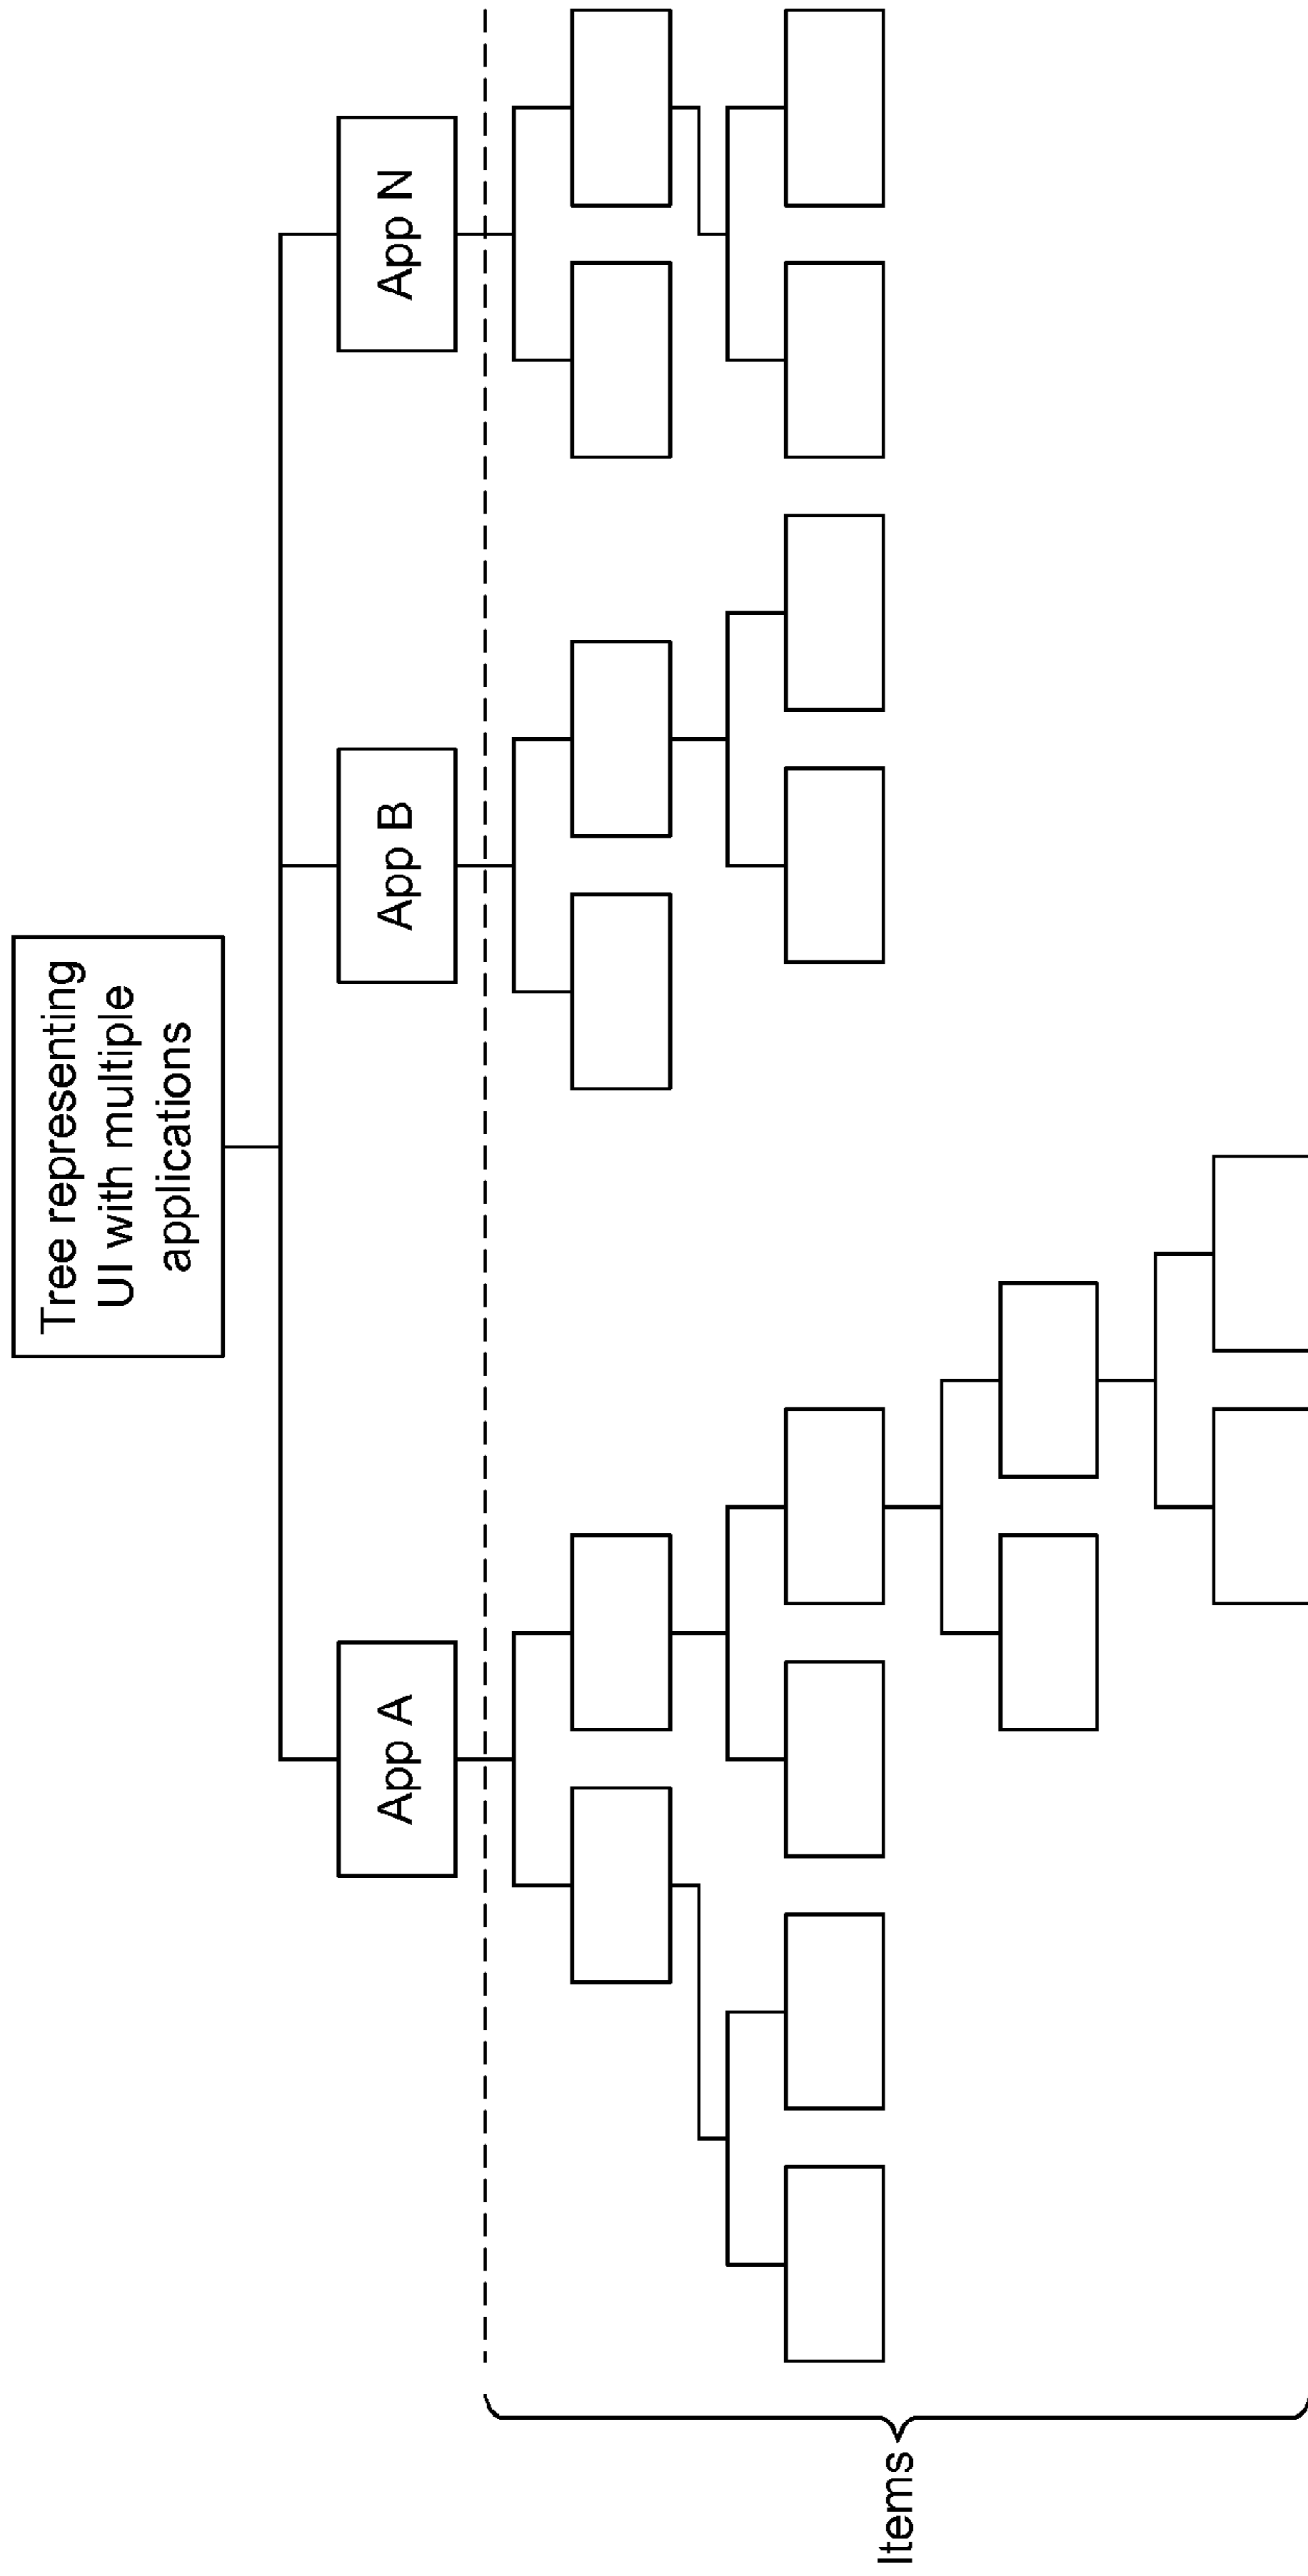 Tree representing
UI with multiple
applications
App A
App B
App N
Items